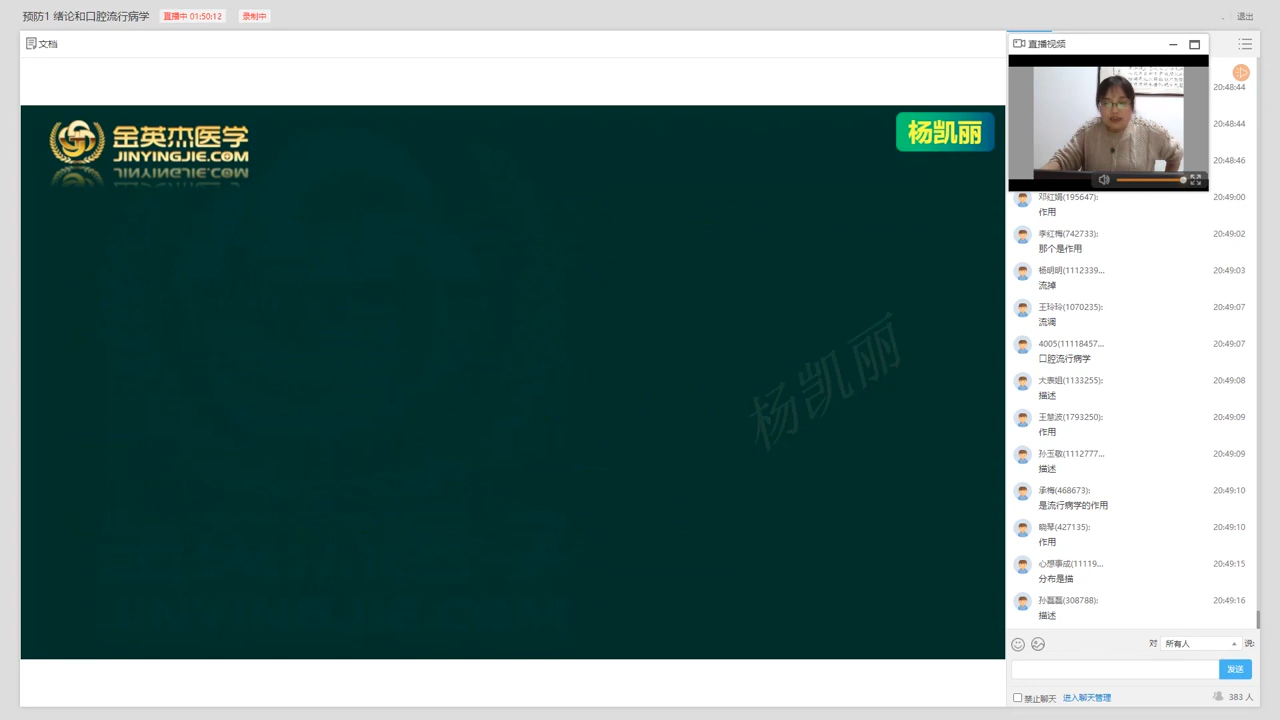 预防1 绪论和口腔流行病学
直播中 01:50:12
录制中
退出
文档
金英杰医学
JINYINGJIE.COM
杨凯丽
杨凯丽
直播视频
20:48:44
20:48:44
20:48:46
邓红娟(195647):
20:49:00
作用
李红梅(742733):
20:49:02
那个是作用
杨明明(1112339...
20:49:03
流掉
王玲玲(1070235):
20:49:07
流调
4005(11118457...
20:49:07
口腔流行病学
大表姐(1133255):
20:49:08
描述
王慧波(1793250):
20:49:09
作用
孙玉敬(1112777...
20:49:09
描述
承梅(468673):
20:49:10
是流行病学的作用
晓琴(427135):
20:49:10
作用
心想事成(11119...
20:49:15
分布是描
孙磊磊(308788):
20:49:16
描述
对 所有人 说:
发送
禁止聊天 进入聊天管理
383 人